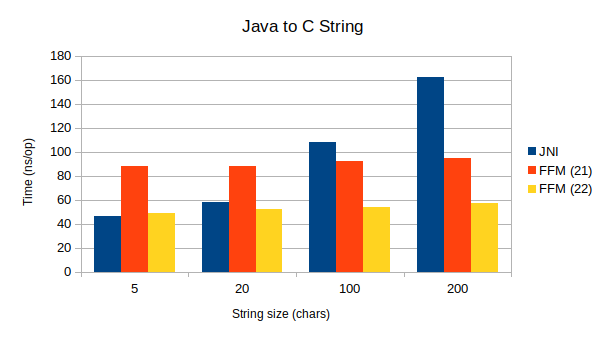 Java to C String
Time (ns/op)
180
160
140
120
100
80
60
40
20
0
5 20 100 200
String size (chars)
JNI
FFM (21)
FFM (22)